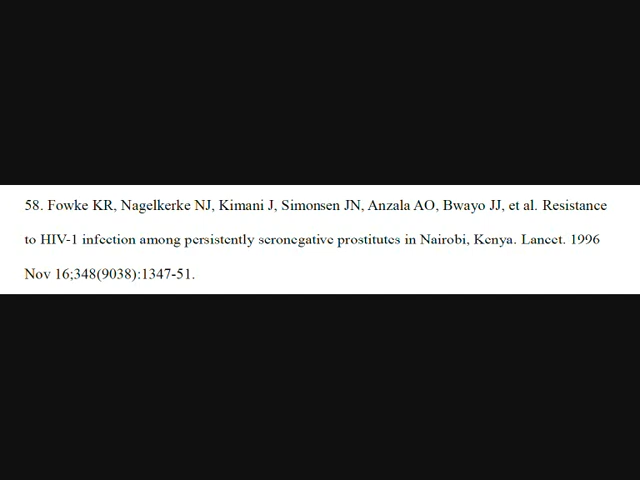 58. Fowke KR, Nagelkerke NJ, Kimani J, Simonsen JN, Anzala AO, Bwayo JJ, et al. Resistance
to HIV-1 infection among persistently seronegative prostitutes in Nairobi, Kenya. Lancet. 1996
Nov 16;348(9038):1347-51.